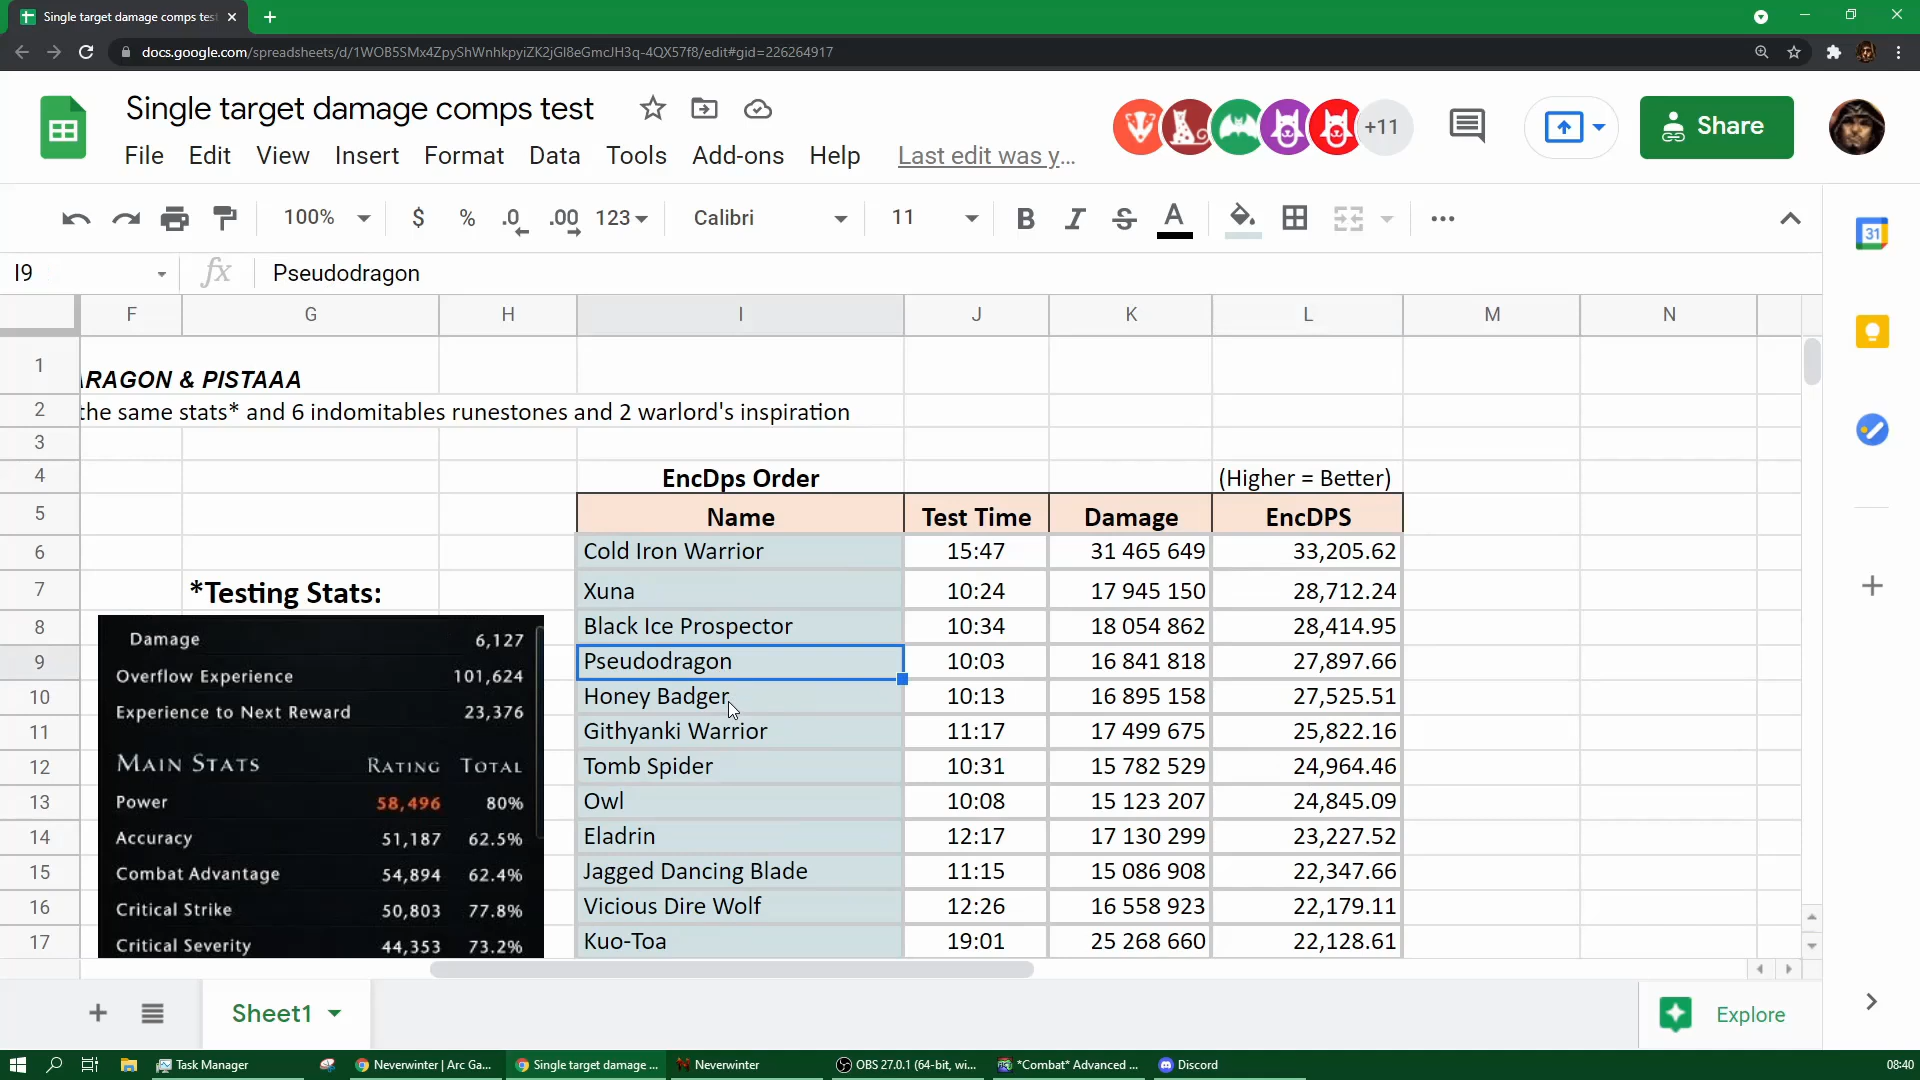 Single target damage comps test
docs.google.com/spreadsheets/d/1WOB5SMx4ZpyShWnhkpyiZK2jGl8eGmcJH3q-4QX57f8/edit#gid=226264917
Single target damage comps test
+11
Share
File Edit View Insert Format Data Tools Add-ons Help Last edit was y...
100% $ % .0 .00 123 Calibri 11 B I S A
31
I9 fx Pseudodragon
F G H I J K L M N
1 ARAGON & PISTAAA
2 the same stats* and 6 indomitables runestones and 2 warlord's inspiration
3
4 EncDps Order (Higher = Better)
5 Name Test Time Damage EncDPS
6 Cold Iron Warrior 15:47 31 465 649 33,205.62
7 *Testing Stats: Xuna 10:24 17 945 150 28,712.24
8 Black Ice Prospector 10:34 18 054 862 28,414.95
9 Pseudodragon 10:03 16 841 818 27,897.66
10 Honey Badger 10:13 16 895 158 27,525.51
11 Githyanki Warrior 11:17 17 499 675 25,822.16
12 Tomb Spider 10:31 15 782 529 24,964.46
13 Owl 10:08 15 123 207 24,845.09
14 Eladrin 12:17 17 130 299 23,227.52
15 Jagged Dancing Blade 11:15 15 086 908 22,347.66
16 Vicious Dire Wolf 12:26 16 558 923 22,179.11
17 Kuo-Toa 19:01 25 268 660 22,128.61
Damage 6,127
Overflow Experience 101,624
Experience to Next Reward 23,376
MAIN STATS RATING TOTAL
Power 58,496 80%
Accuracy 51,187 62.5%
Combat Advantage 54,894 62.4%
Critical Strike 50,803 77.8%
Critical Severity 44,353 73.2%
Sheet1 Explore
Task Manager Neverwinter | Arc Ga... Single target damage ... Neverwinter OBS 27.0.1 (64-bit, wi... *Combat* Advanced ... Discord 08:40